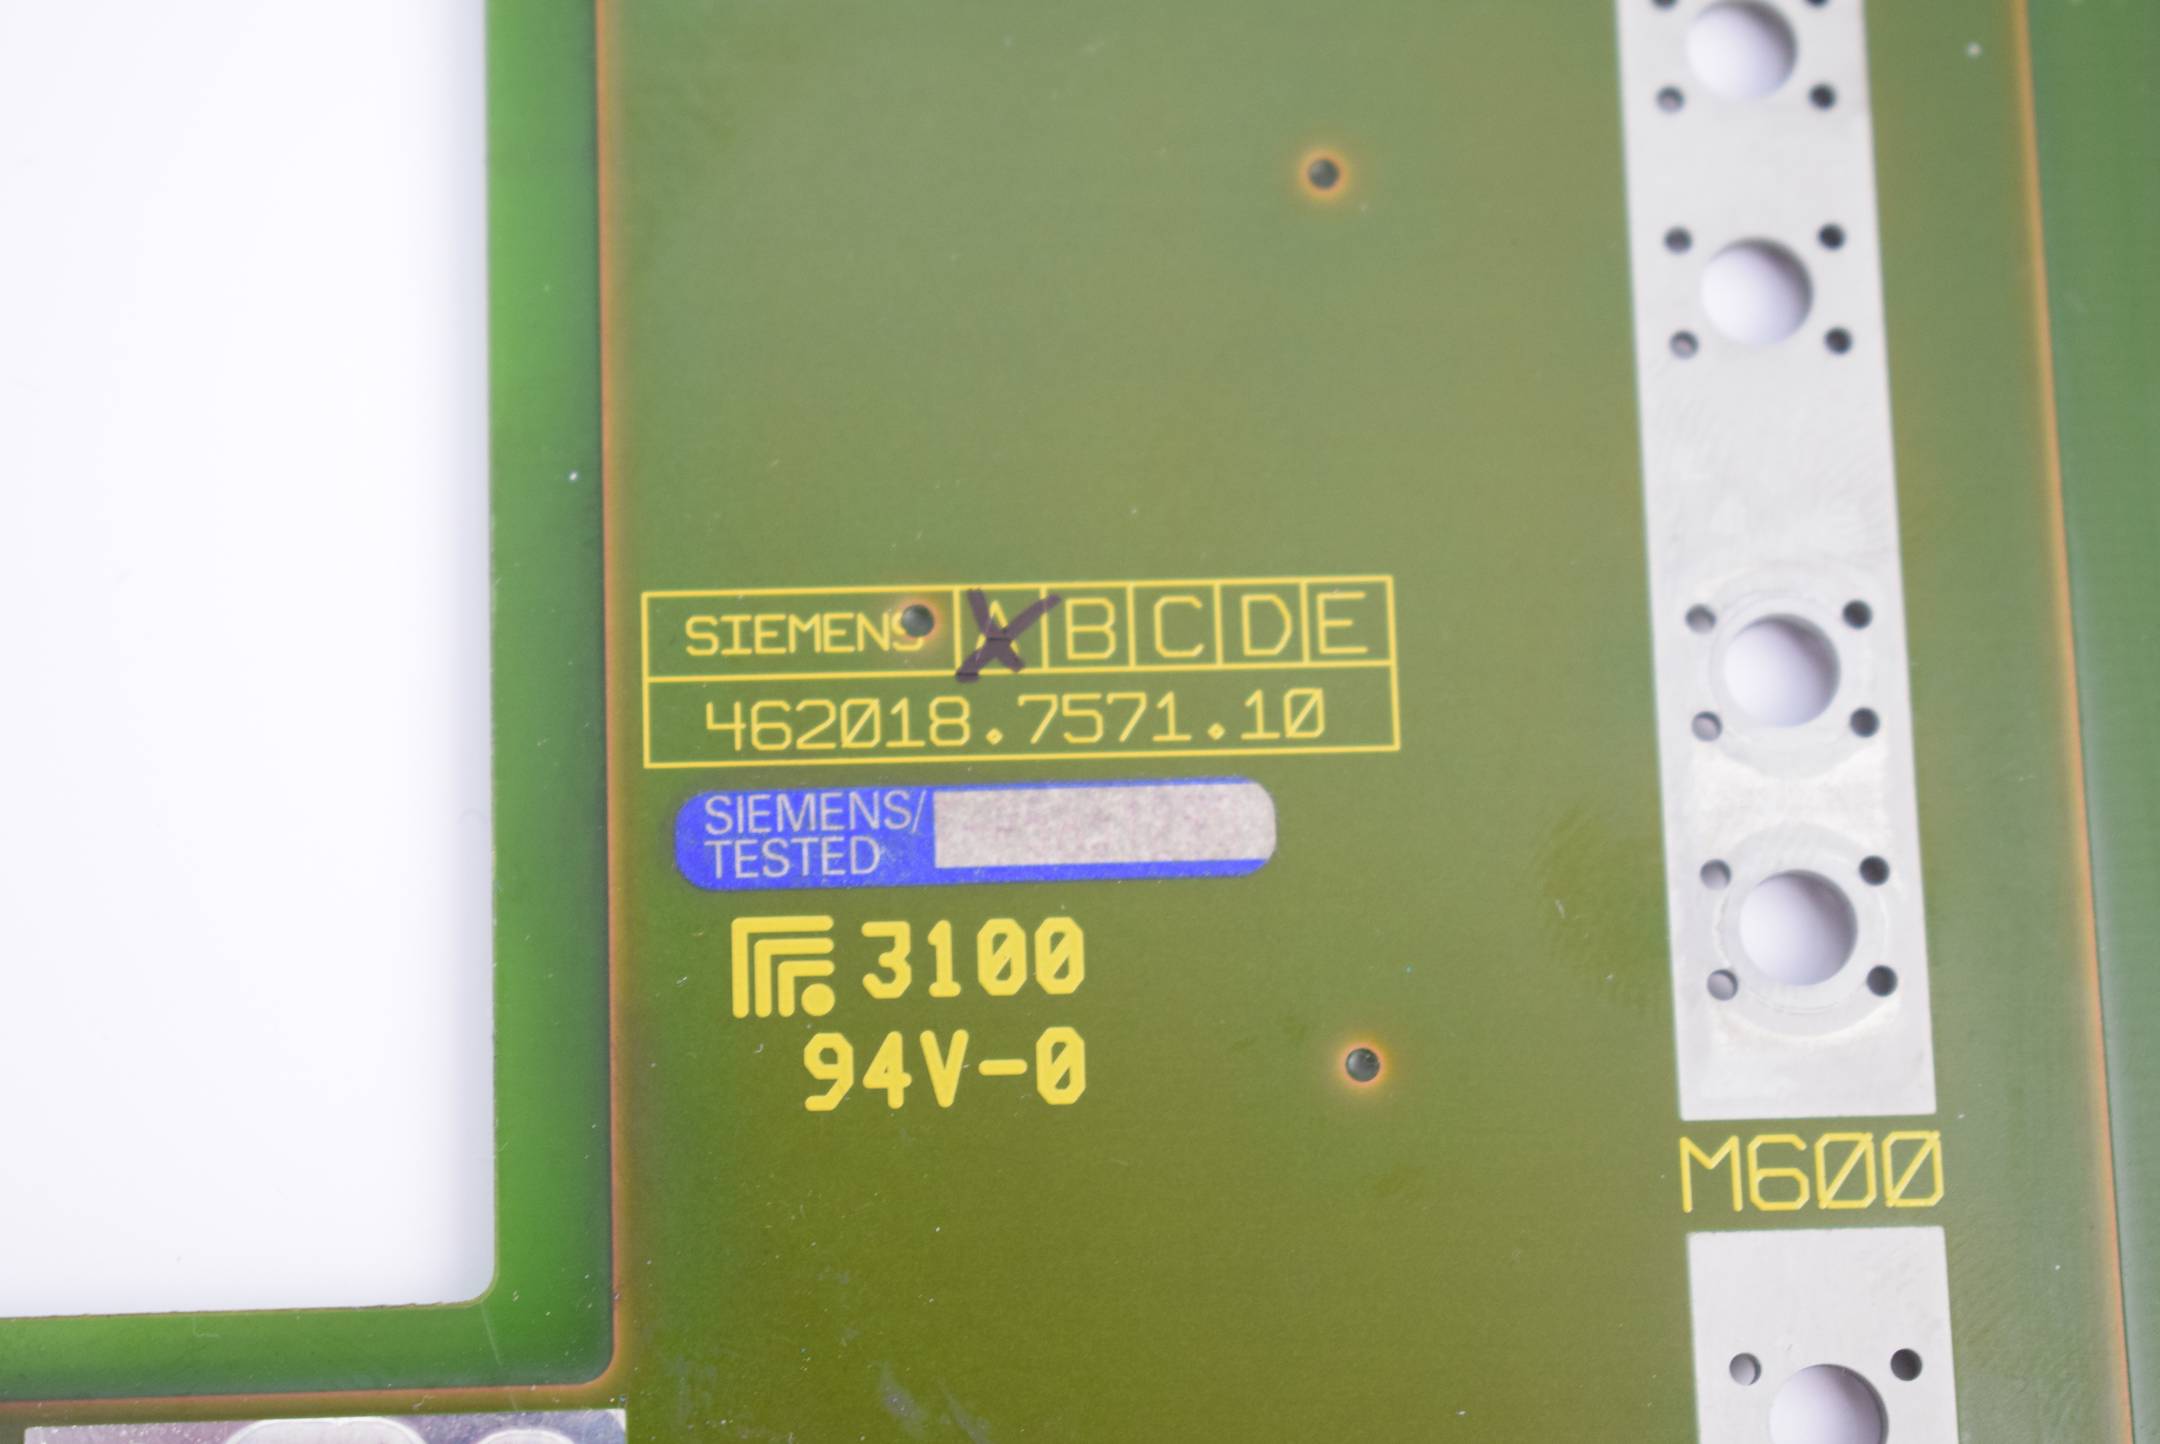 SIEMENS A B C D E
462018.7571.10
SIEMENS/
TESTED
3100
94V-0
M600